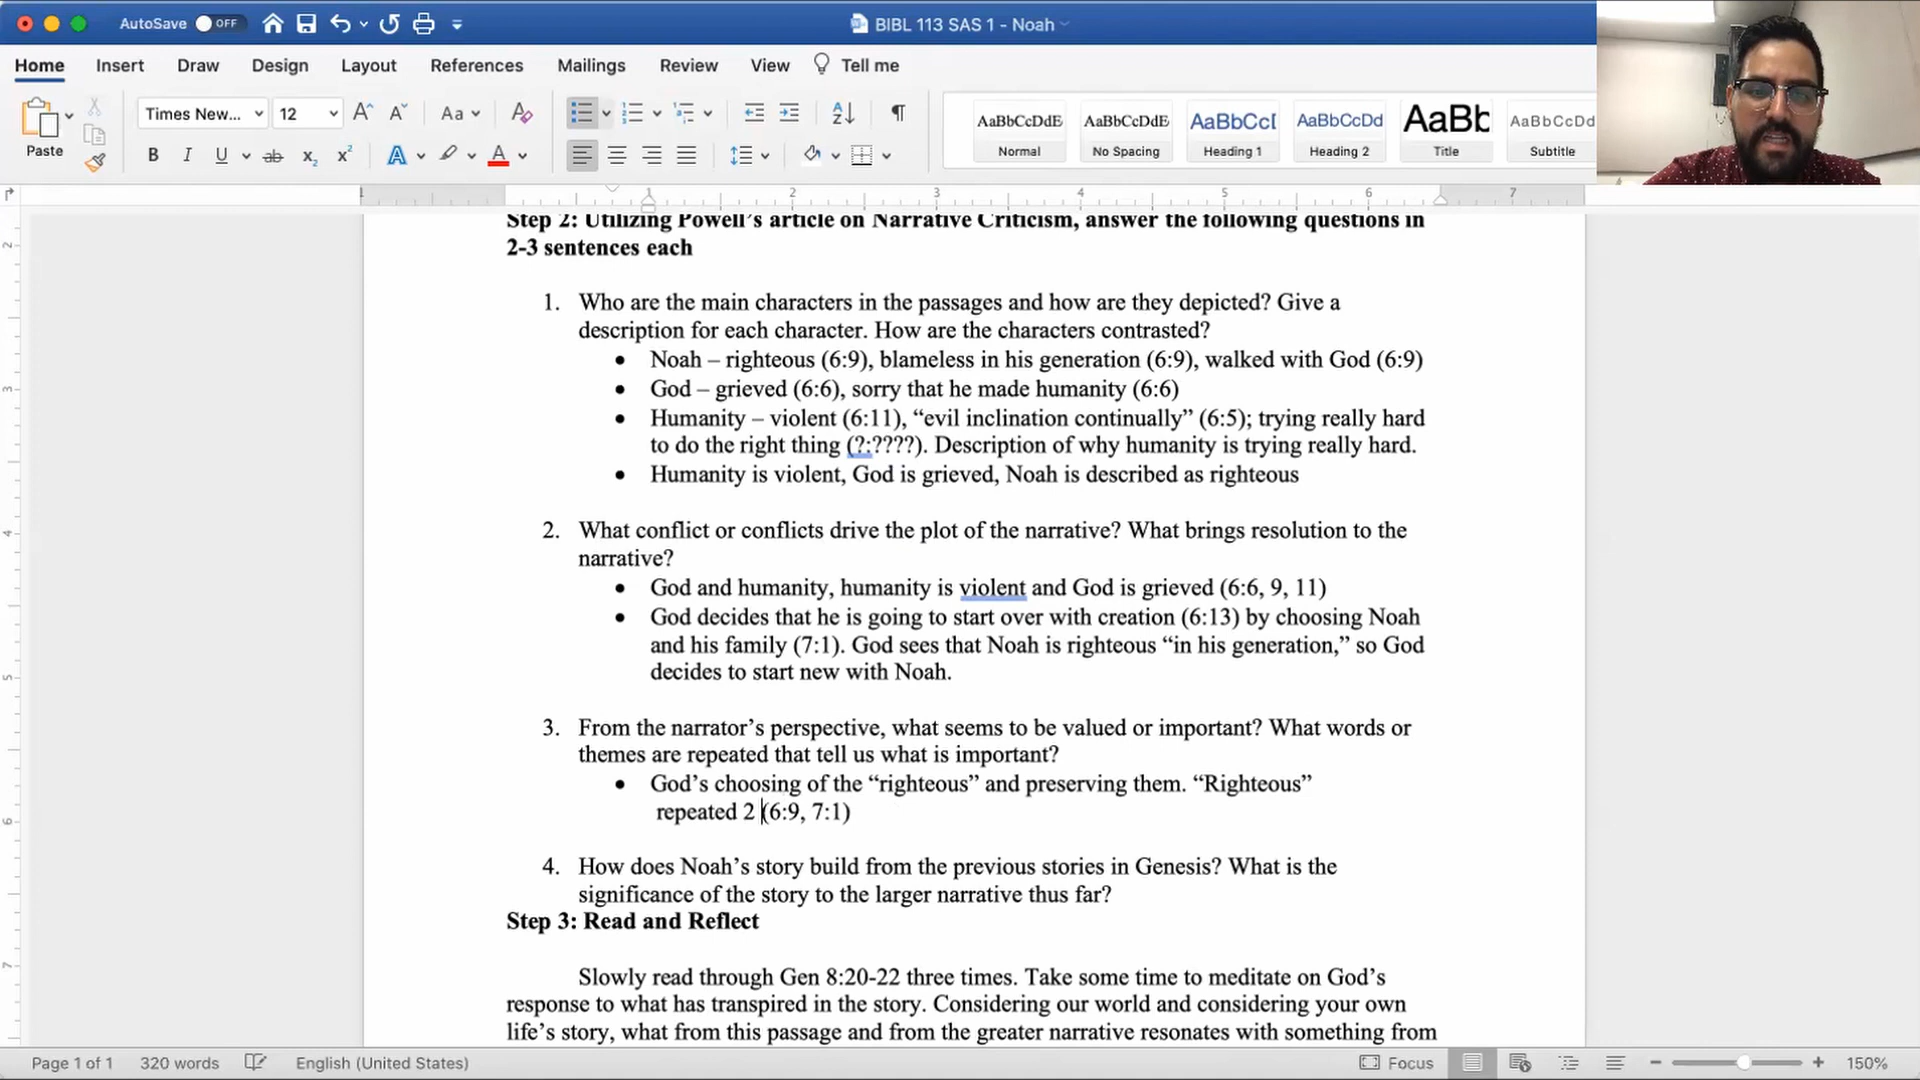 AutoSave OFF BIBL 113 SAS 1 - Noah
Home Insert Draw Design Layout References Mailings Review View Tell me
Paste
Times New... 12 Aa
AaBbCcDdE AaBbCcDdE AaBbCcI AaBbCcDd AaBb AaBbCcDd
Normal No Spacing Heading 1 Heading 2 Title Subtitle
1 1 2 3 4 5 6 7
Step 2: Utilizing Powell's article on Narrative Criticism, answer the following questions in
2-3 sentences each
1. Who are the main characters in the passages and how are they depicted? Give a
description for each character. How are the characters contrasted?
• Noah – righteous (6:9), blameless in his generation (6:9), walked with God (6:9)
• God – grieved (6:6), sorry that he made humanity (6:6)
• Humanity – violent (6:11), “evil inclination continually” (6:5); trying really hard
to do the right thing (?:????). Description of why humanity is trying really hard.
• Humanity is violent, God is grieved, Noah is described as righteous
2. What conflict or conflicts drive the plot of the narrative? What brings resolution to the
narrative?
• God and humanity, humanity is violent and God is grieved (6:6, 9, 11)
• God decides that he is going to start over with creation (6:13) by choosing Noah
and his family (7:1). God sees that Noah is righteous “in his generation,” so God
decides to start new with Noah.
3. From the narrator’s perspective, what seems to be valued or important? What words or
themes are repeated that tell us what is important?
• God’s choosing of the “righteous” and preserving them. “Righteous”
repeated 2 (6:9, 7:1)
4. How does Noah’s story build from the previous stories in Genesis? What is the
significance of the story to the larger narrative thus far?
Step 3: Read and Reflect
Slowly read through Gen 8:20-22 three times. Take some time to meditate on God’s
response to what has transpired in the story. Considering our world and considering your own
life’s story, what from this passage and from the greater narrative resonates with something from
2
3
4
5
6
7
Page 1 of 1 320 words English (United States) Focus 150%